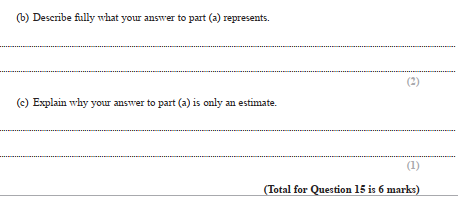 (b) Describe fully what your answer to part (a) represents.
(2)
(c) Explain why your answer to part (a) is only an estimate.
(1)
(Total for Question 15 is 6 marks)